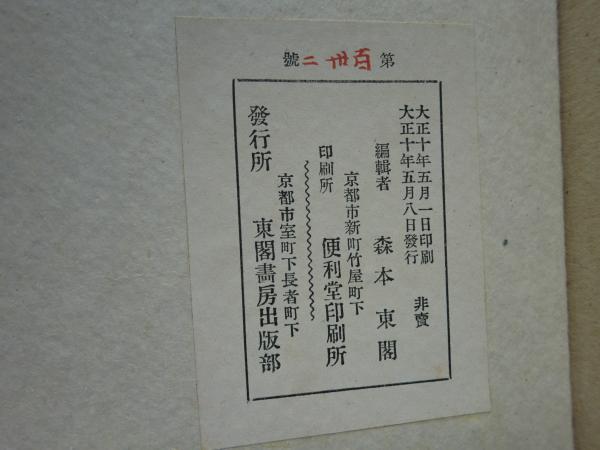 第百卅二號
大正十年五月一日印刷 非賣
大正十年五月八日發行
編輯者 森本東閣
京都市新町竹屋町下
印刷所 便利堂印刷所
京都市室町下長者町下
發行所 東閣畵房出版部